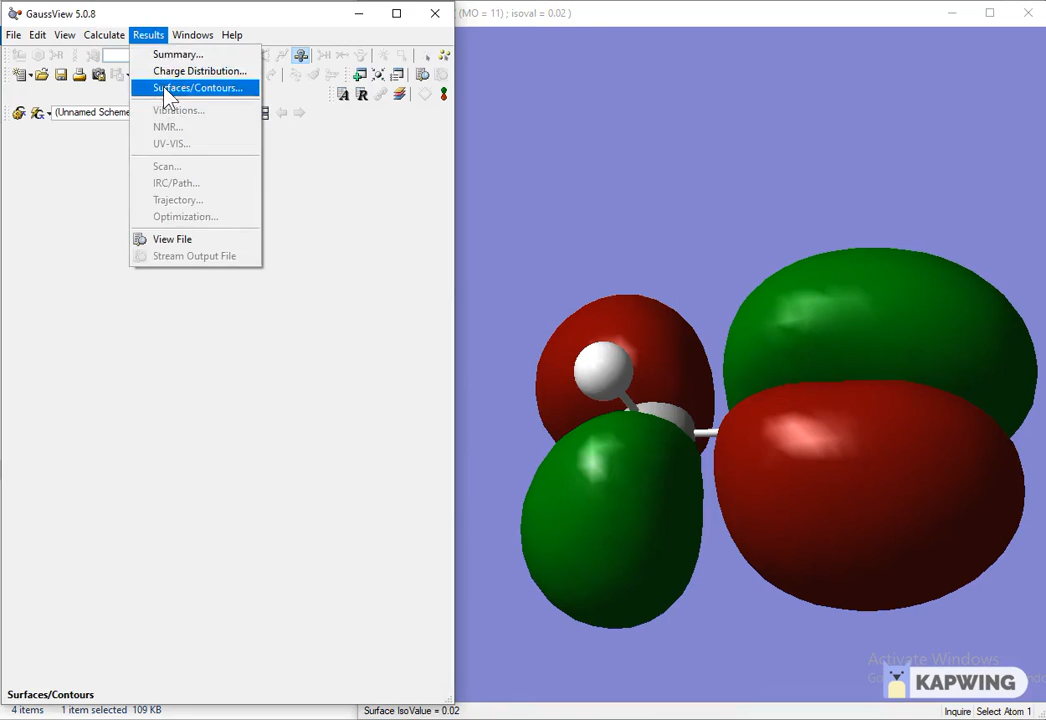 GaussView 5.0.8
(MO = 11) ; isoval = 0.02 )
File Edit View Calculate Results Windows Help
Summary...
Charge Distribution...
Surfaces/Contours...
(Unnamed Scheme
Vibrations...
NMR...
UV-VIS...
Scan...
IRC/Path...
Trajectory...
Optimization...
View File
Stream Output File
Activate Windows
Go
KAPWING
Surfaces/Contours
4 items 1 item selected 109 KB
Surface IsoValue = 0.02
Inquire Select Atom 1